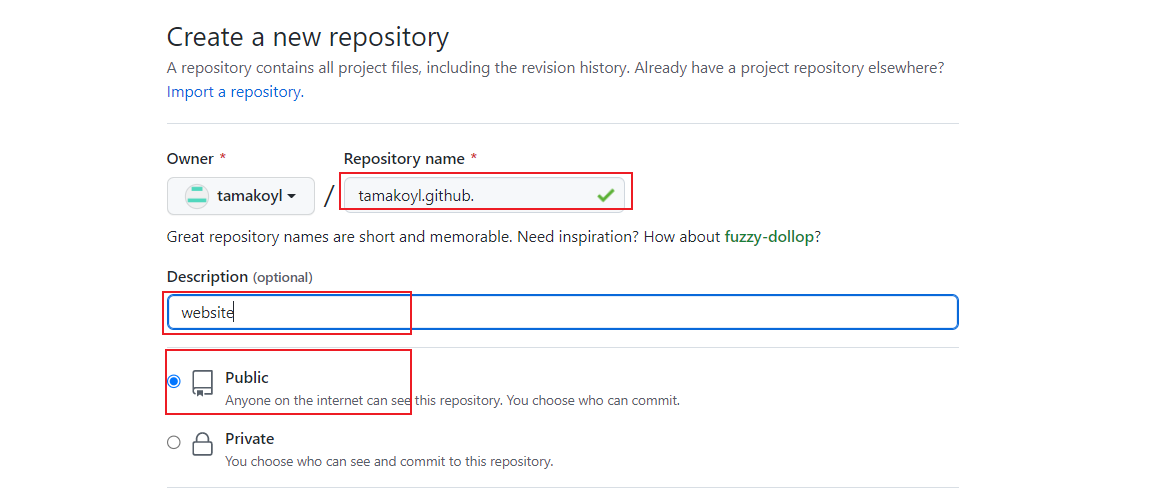 Create a new repository
A repository contains all project files, including the revision history. Already have a project repository elsewhere?
Import a repository.
Owner * Repository name *
tamakoyl / tamakoyl.github.
Great repository names are short and memorable. Need inspiration? How about fuzzy-dollop?
Description (optional)
website
Public
Anyone on the internet can see this repository. You choose who can commit.
Private
You choose who can see and commit to this repository.